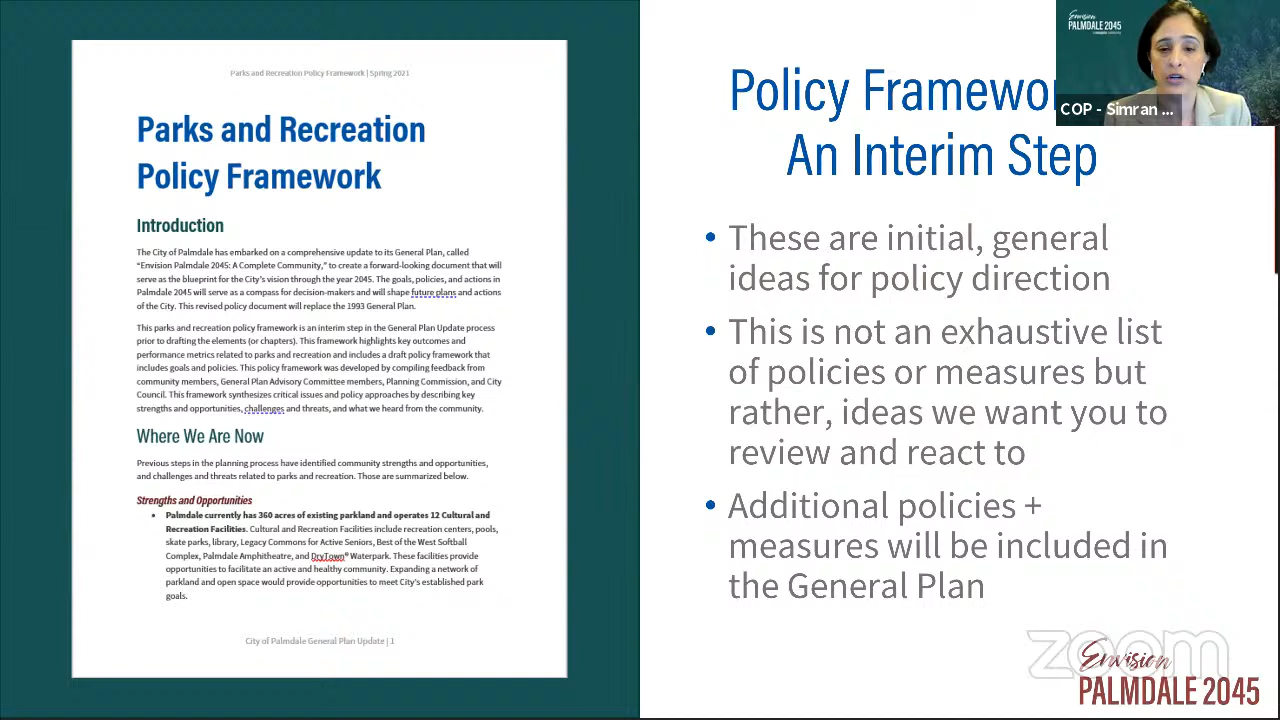 Parks and Recreation Policy Framework | Spring 2021
Parks and Recreation
Policy Framework
Introduction
The City of Palmdale has embarked on a comprehensive update to its General Plan, called
“Envision Palmdale 2045: A Complete Community,” to create a forward-looking document that will
serve as the blueprint for the City’s vision through the year 2045. The goals, policies, and actions in
Palmdale 2045 will serve as a compass for decision-makers and will shape future plans and actions
of the City. This revised policy document will replace the 1993 General Plan.
This parks and recreation policy framework is an interim step in the General Plan Update process
prior to drafting the elements (or chapters). This framework highlights key outcomes and
performance metrics related to parks and recreation and includes a draft policy framework that
includes goals and policies. This policy framework was developed by compiling feedback from
community members, General Plan Advisory Committee members, Planning Commission, and City
Council. This framework synthesizes critical issues and policy approaches by describing key
strengths and opportunities, challenges and threats, and what we heard from the community.
Where We Are Now
Previous steps in the planning process have identified community strengths and opportunities,
and challenges and threats related to parks and recreation. Those are summarized below.
Strengths and Opportunities
▪ Palmdale currently has 360 acres of existing parkland and operates 12 Cultural and
Recreation Facilities. Cultural and Recreation Facilities include recreation centers, pools,
skate parks, library, Legacy Commons for Active Seniors, Best of the West Softball
Complex, Palmdale Amphitheatre, and DryTown® Waterpark. These facilities provide
opportunities to facilitate an active and healthy community. Expanding a network of
parkland and open space would provide opportunities to meet City’s established park
goals.
City of Palmdale General Plan Update | 1
Policy Framewor
An Interim Step
• These are initial, general
ideas for policy direction
• This is not an exhaustive list
of policies or measures but
rather, ideas we want you to
review and react to
• Additional policies +
measures will be included in
the General Plan
Envision
PALMDALE 2045
COP - Simran ...
zoom
Envision
PALMDALE 2045